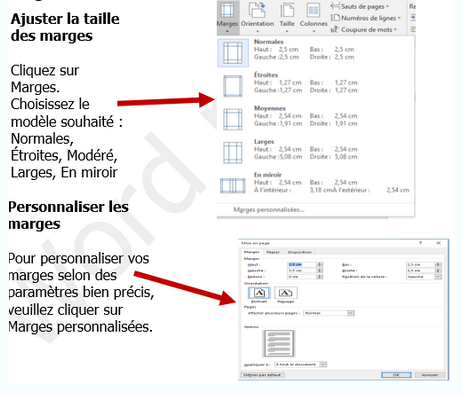 Ajuster la taille
des marges
Cliquez sur
Marges.
Choisissez le
modèle souhaité :
Normales,
Étroites, Modéré,
Larges, En miroir
Marges Orientation Taille Colonnes
Sauts de pages
Numéros de lignes
Coupure de mots
Normales
Haut : 2,5 cm Bas : 2,5 cm
Gauche :2,5 cm Droite : 2,5 cm
Étroites
Haut : 1,27 cm Bas : 1,27 cm
Gauche :1,27 cm Droite : 1,27 cm
Moyennes
Haut : 2,54 cm Bas : 2,54 cm
Gauche :1,91 cm Droite : 1,91 cm
Larges
Haut : 2,54 cm Bas : 2,54 cm
Gauche :5,08 cm Droite : 5,08 cm
En miroir
Haut : 2,54 cm Bas : 2,54 cm
À l'intérieur : 3,18 cm À l'extérieur : 2,54 cm
Marges personnalisées...
Personnaliser les
marges
Pour personnaliser vos
marges selon des
paramètres bien précis,
veuillez cliquer sur
Marges personnalisées.
Mise en page
Marges Papier Disposition
Marges
Haut : 2,5 cm Bas : 2,5 cm
Gauche : 2,5 cm Droite : 2,5 cm
Reliure : 0 cm Position de la reliure : Gauche
Orientation
Portrait Paysage
Pages
Afficher plusieurs pages : Normal
Aperçu
Appliquer à : À tout le document
Définir par défaut OK Annuler
word